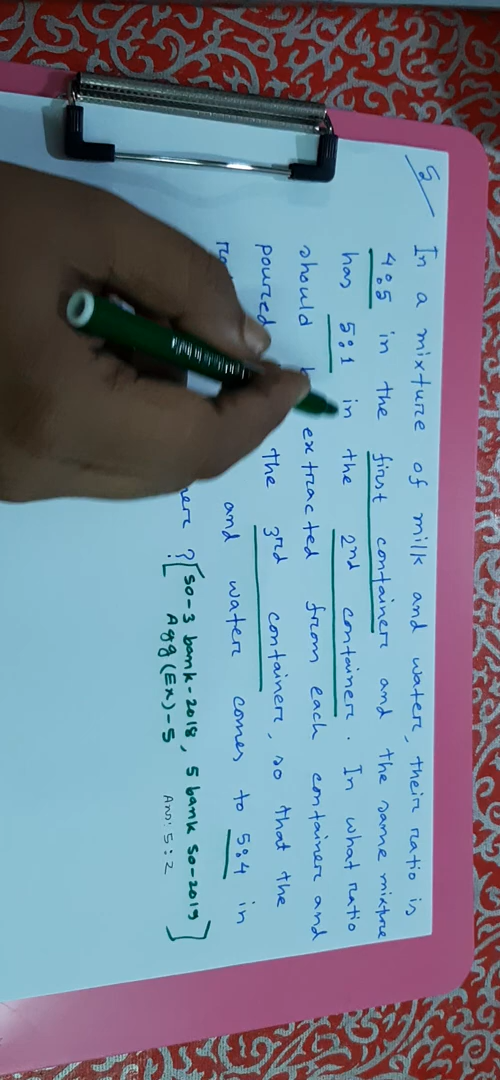 5
In a mixture of milk and water, their ratio is
4:5 in the first container and the same mixture
has 5:1 in the 2nd container. In what ratio
should extracted from each container and
poured the 3rd container, so that the
and water comes to 5:4 in
?
[so-3 bank-2018, 5 bank so-2019]
Agg (Ex)-5
Ans: 5:2